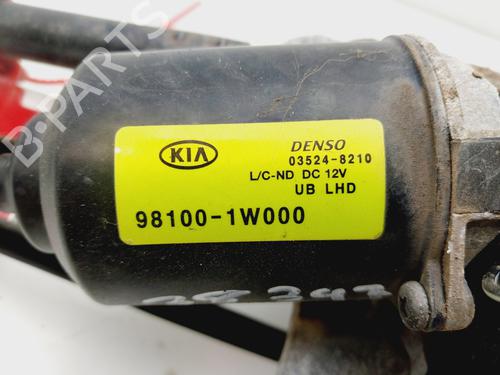 B-PARTS
KIA
DENSO
03524-8210
L/C-ND DC 12V
UB LHD
98100-1W000